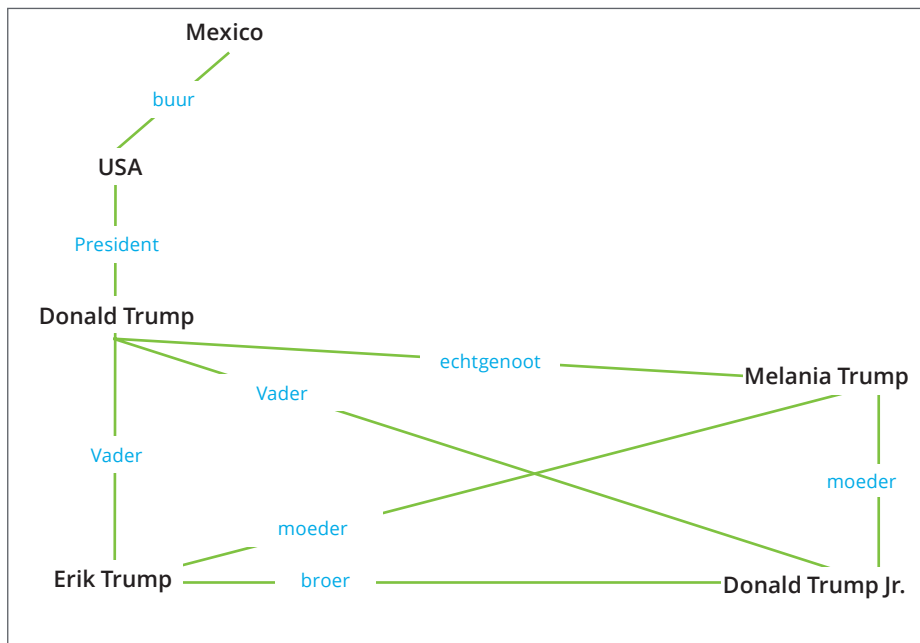 Mexico
buur
USA
President
Donald Trump
echtgenoot
Melania Trump
Vader
Vader
moeder
moeder
Erik Trump
broer
Donald Trump Jr.